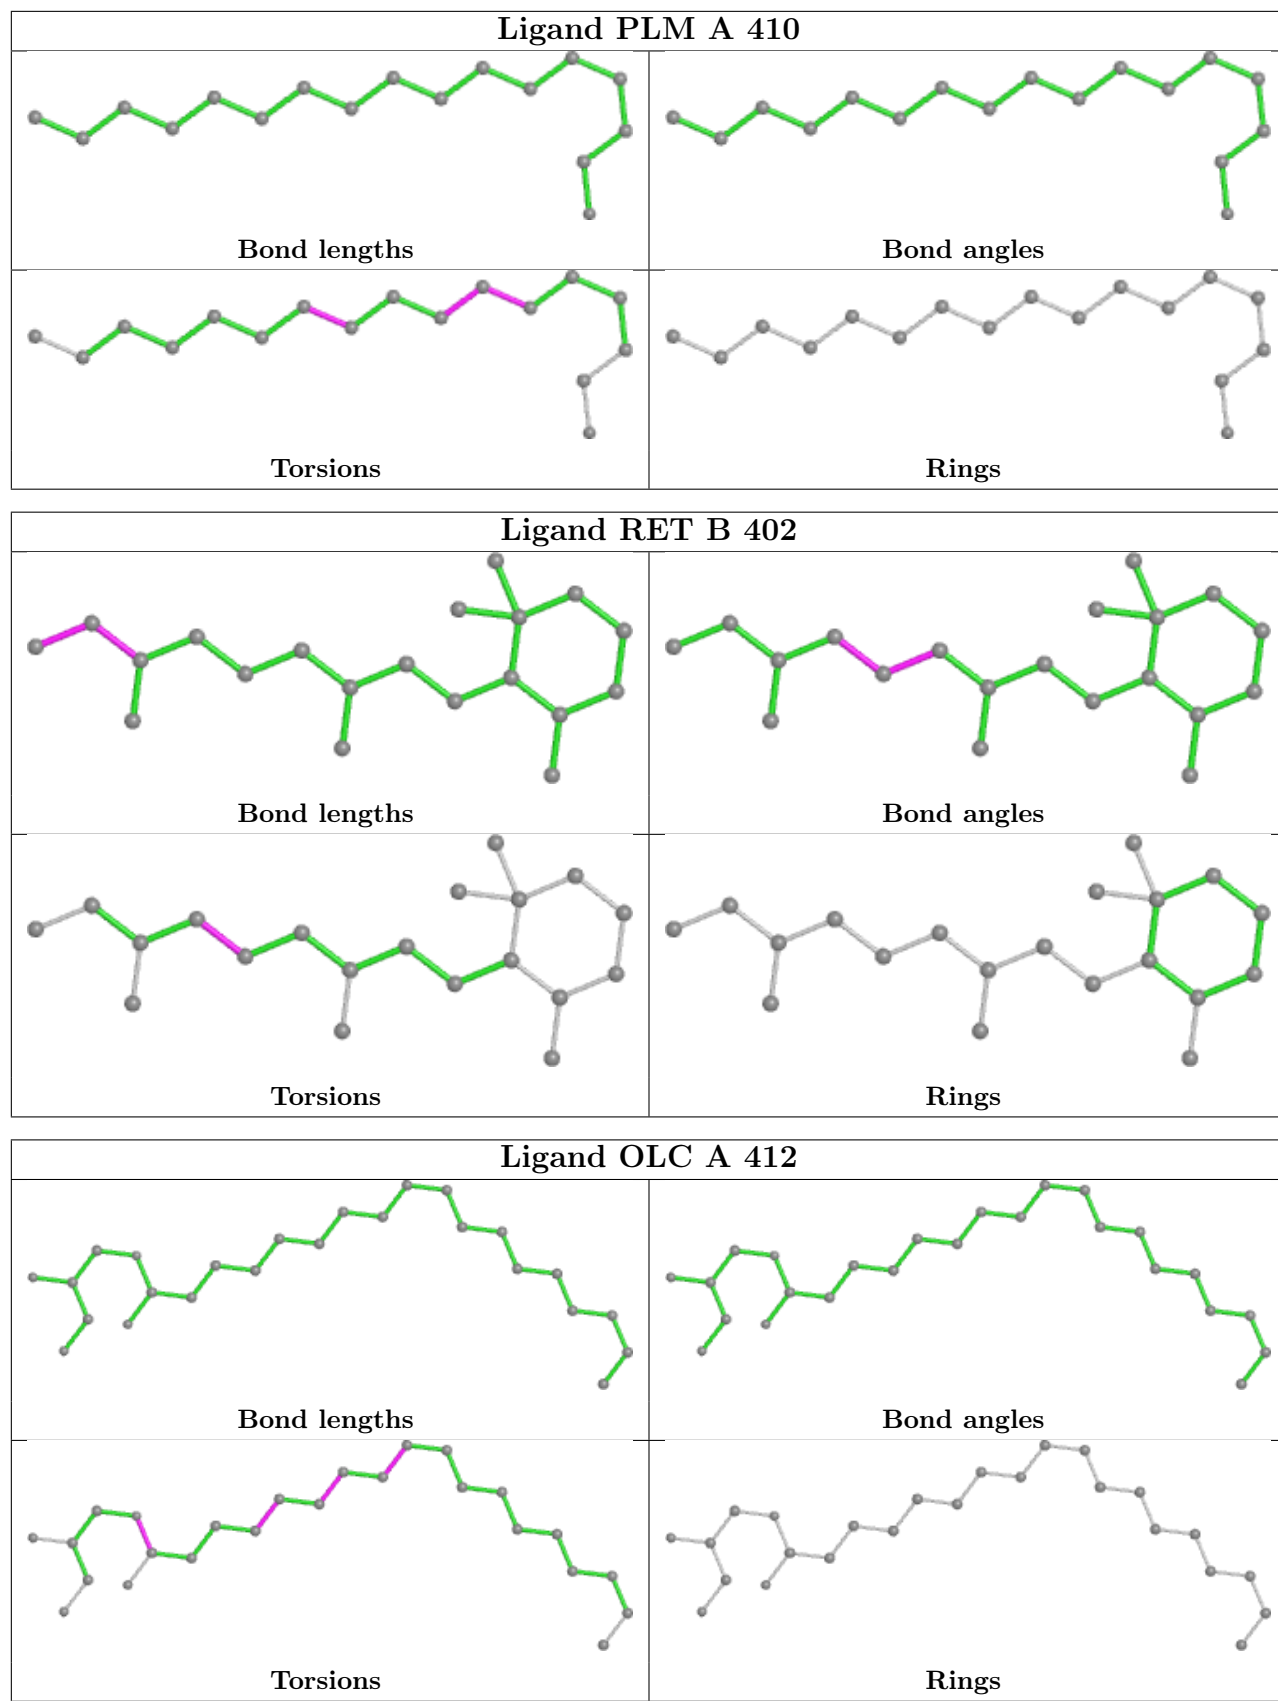 Ligand PLM A 410
Bond lengths
Bond angles
Torsions
Rings
Ligand RET B 402
Bond lengths
Bond angles
Torsions
Rings
Ligand OLC A 412
Bond lengths
Bond angles
Torsions
Rings